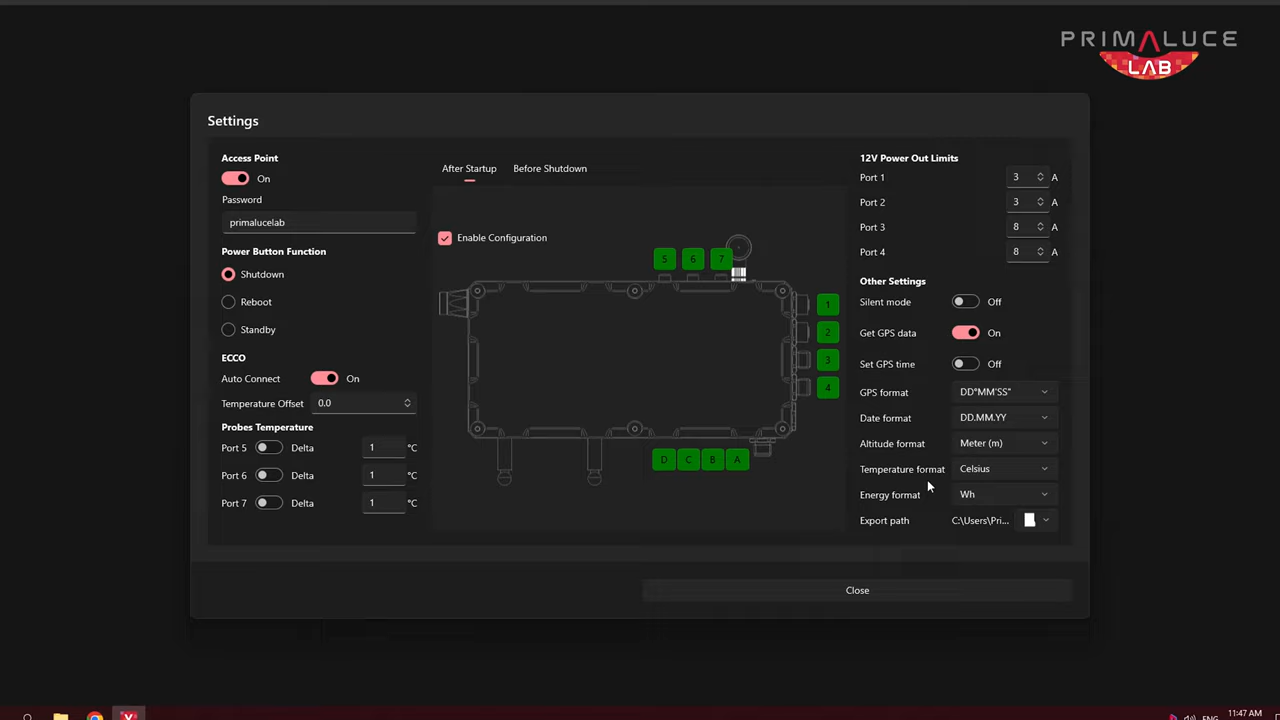 PRIMALUCE
LAB
Settings
Access Point
On
Password
primalucelab
Power Button Function
Shutdown
Reboot
Standby
ECCO
Auto Connect On
Temperature Offset 0.0
Probes Temperature
Port 5 Delta 1 °C
Port 6 Delta 1 °C
Port 7 Delta 1 °C
After Startup Before Shutdown
Enable Configuration
5 6 7
1
2
3
4
D C B A
12V Power Out Limits
Port 1 3 A
Port 2 3 A
Port 3 8 A
Port 4 8 A
Other Settings
Silent mode Off
Get GPS data On
Set GPS time Off
GPS format DD°MM'SS"
Date format DD.MM.YY
Altitude format Meter (m)
Temperature format Celsius
Energy format Wh
Export path C:\Users\Pri...
Close
ENG 11:47 AM